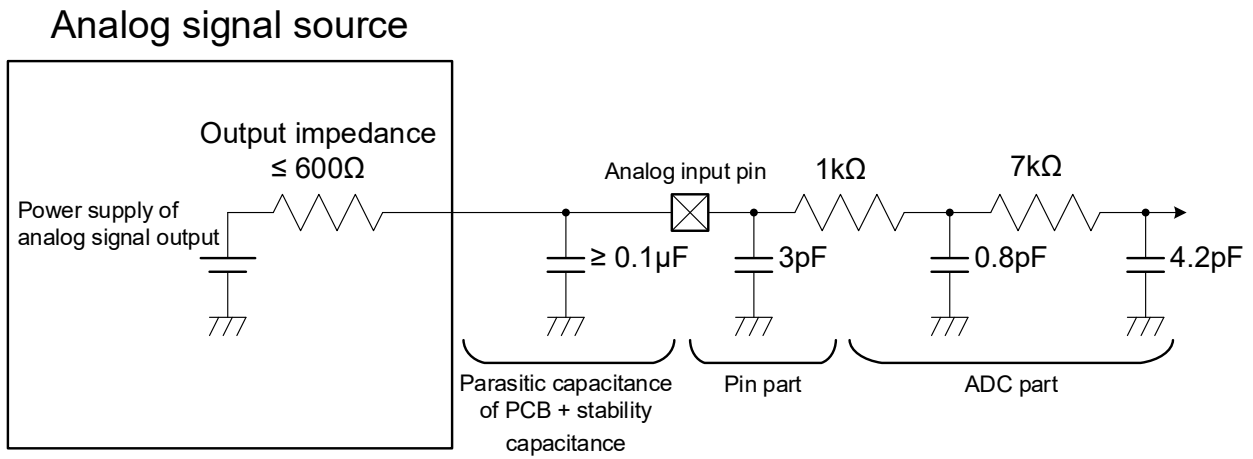 Analog signal source
Output impedance
≤ 600Ω
Power supply of
analog signal output
Analog input pin
1kΩ
7kΩ
≥ 0.1µF
3pF
0.8pF
4.2pF
Parasitic capacitance
of PCB + stability
capacitance
Pin part
ADC part